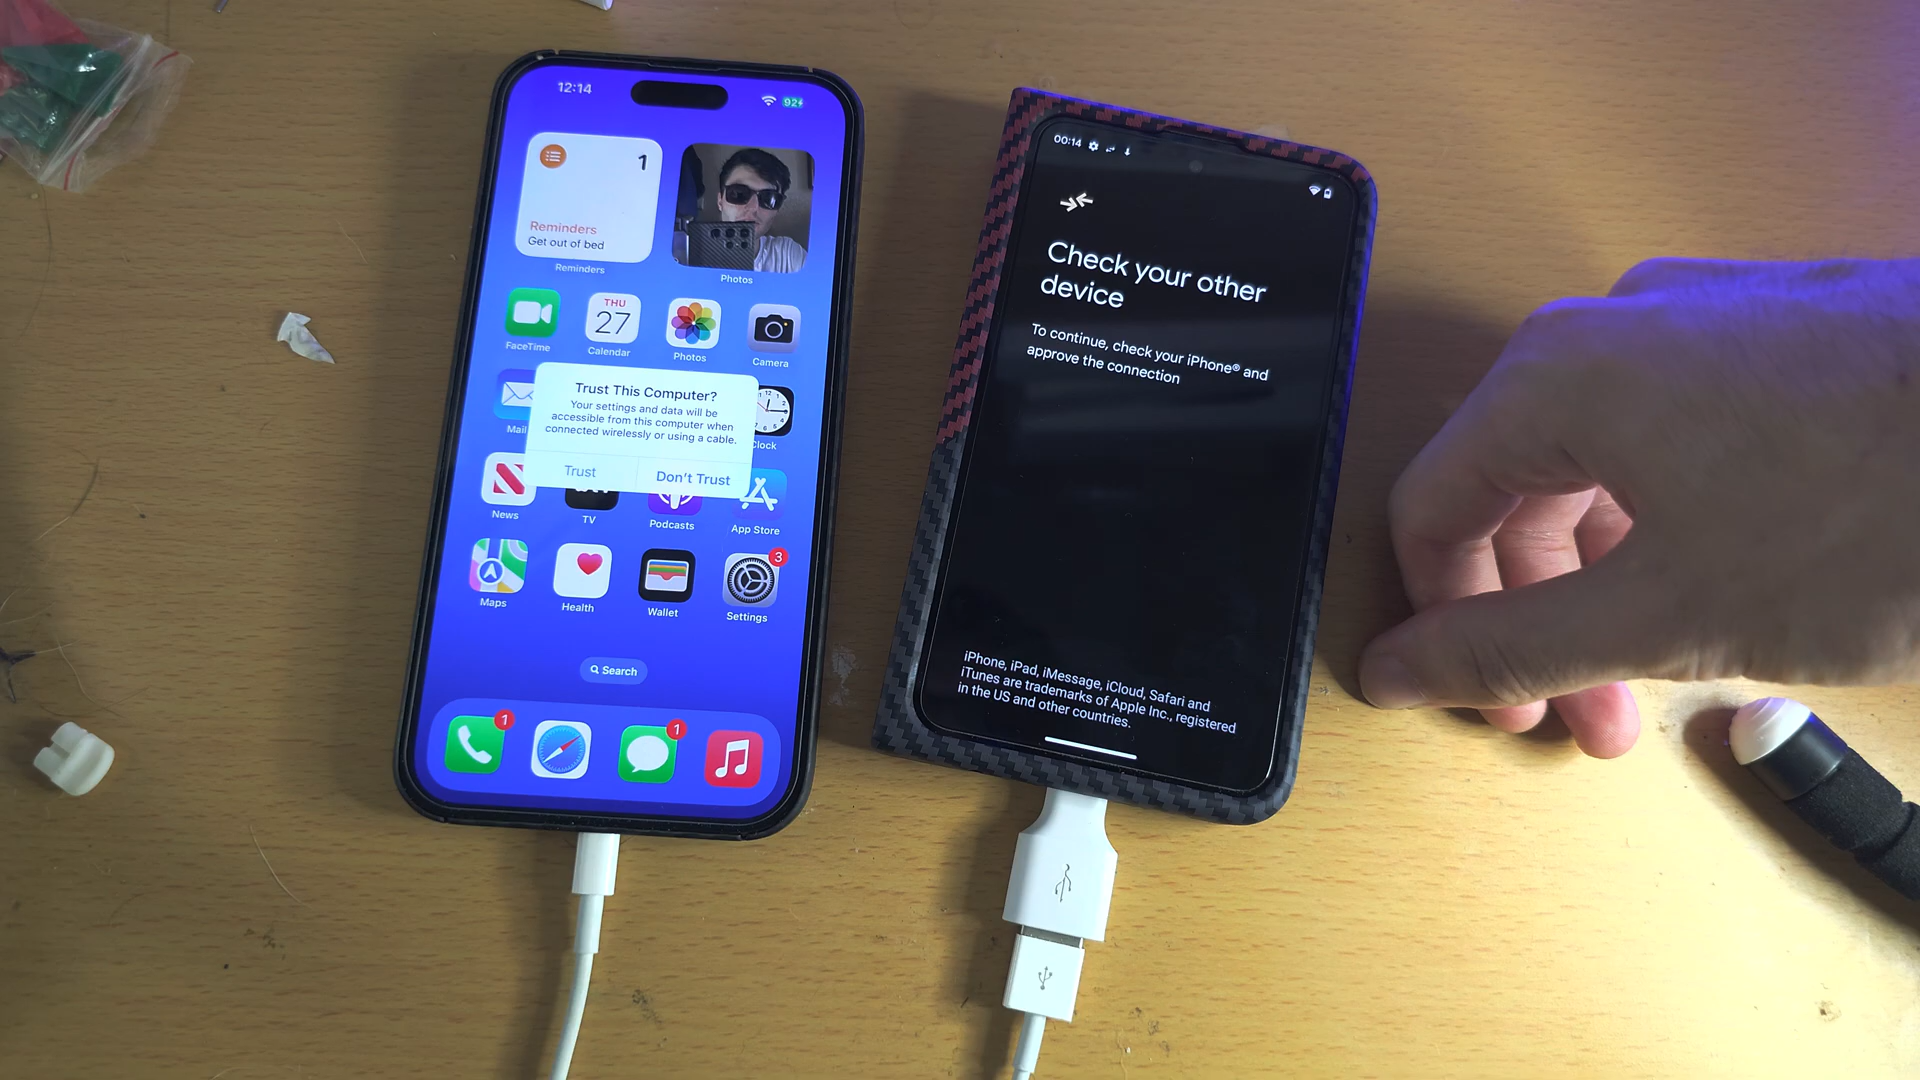 12:14
92
1
Reminders
Get out of bed
Reminders
Photos
THU
27
FaceTime
Calendar
Photos
Camera
Trust This Computer?
Your settings and data will be
accessible from this computer when
connected wirelessly or using a cable.
Trust
Don't Trust
Mail
Clock
News
TV
Podcasts
App Store
3
Maps
Health
Wallet
Settings
Search
1
1
00:14
Check your other
device
To continue, check your iPhone® and
approve the connection
iPhone, iPad, iMessage, iCloud, Safari and
iTunes are trademarks of Apple Inc., registered
in the US and other countries.